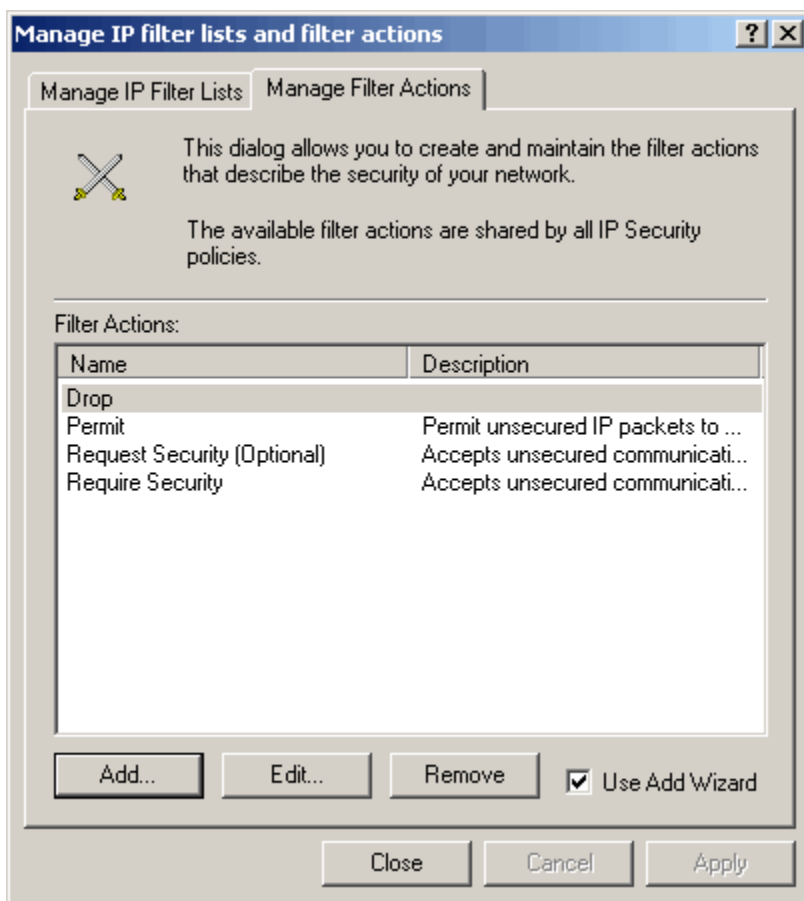 Manage IP filter lists and filter actions
Manage IP Filter Lists
Manage Filter Actions
This dialog allows you to create and maintain the filter actions
that describe the security of your network.
The available filter actions are shared by all IP Security
policies.
Filter Actions:
Name Description
Drop
Permit Permit unsecured IP packets to ...
Request Security (Optional) Accepts unsecured communicati...
Require Security Accepts unsecured communicati...
Add... Edit... Remove Use Add Wizard
Close Cancel Apply